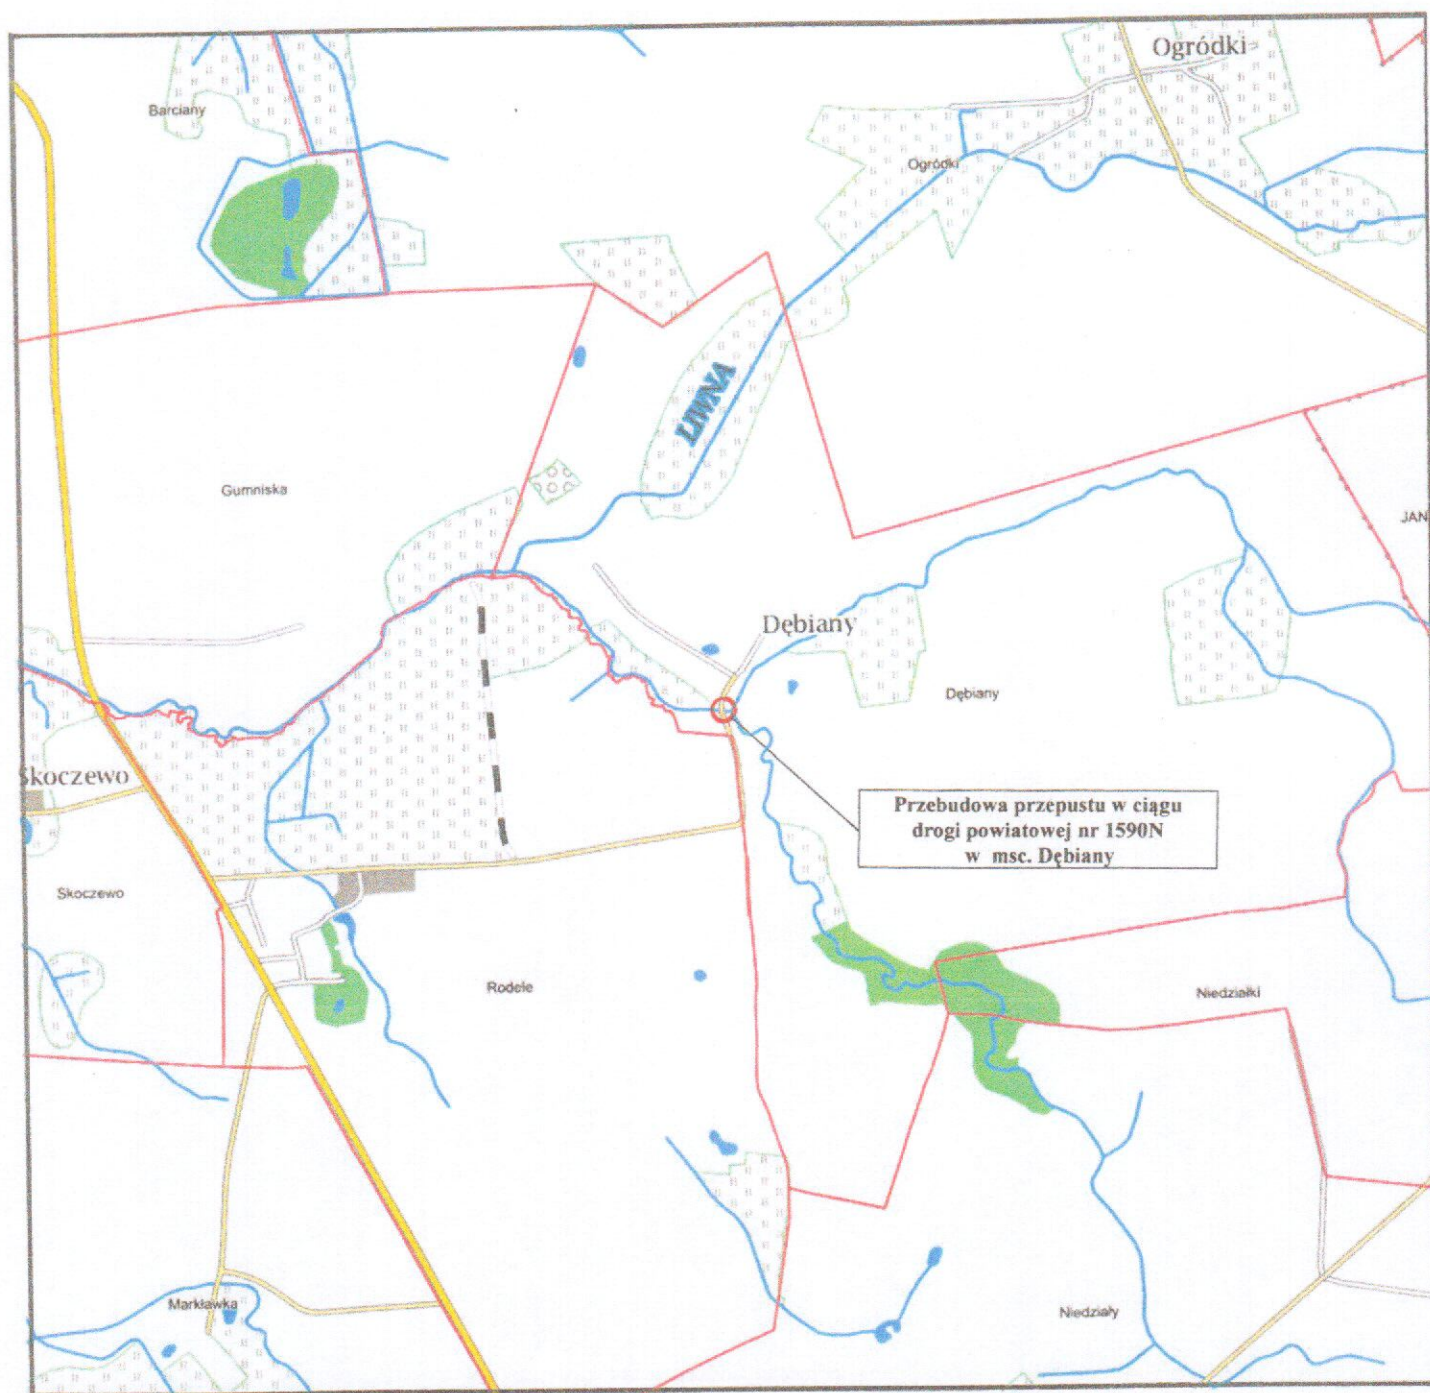 Ogródki
Barciany
Ogródki
LIWNA
Gumniska
JAN
Dębiany
Dębiany
Skoczewo
Przebudowa przepustu w ciągu
drogi powiatowej nr 1590N
w msc. Dębiany
Skoczewo
Rodele
Niedziałki
Markławka
Niedziały